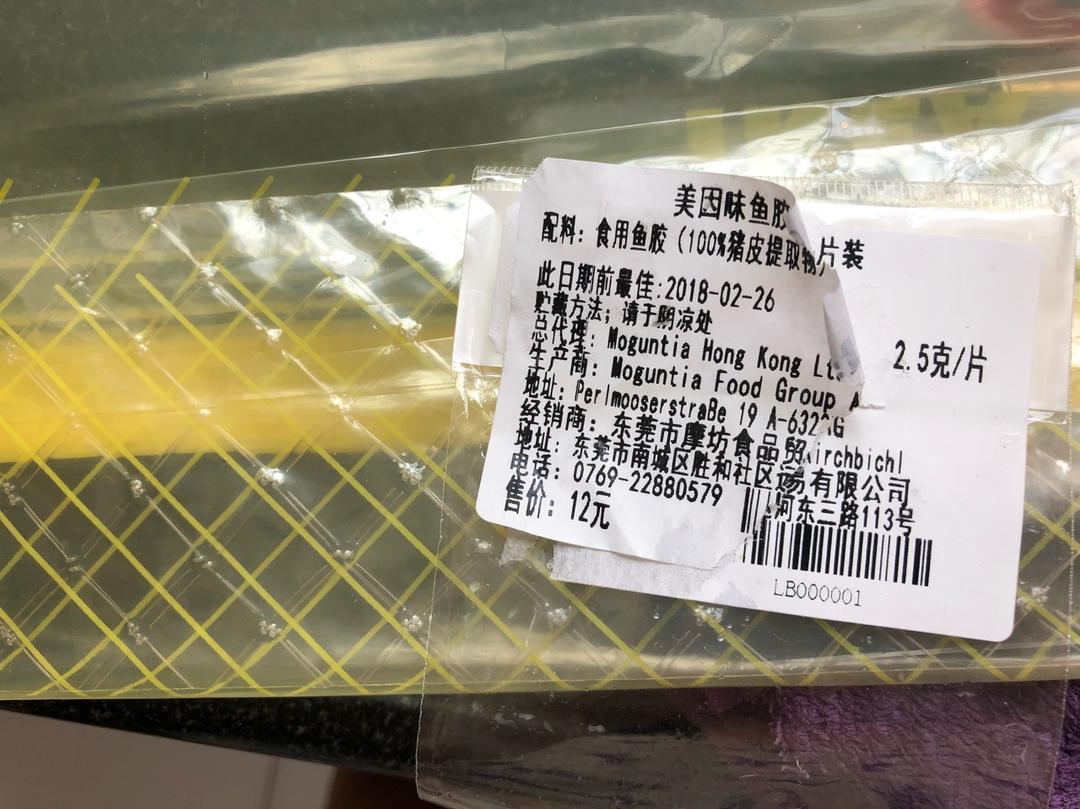 美因味鱼胶片装
配料：食用鱼胶（100%猪皮提取物）
2.5克/片
此日期前最佳：2018-02-26
贮藏方法；请于阴凉处
总代理：Moguntia Hong Kong Lt
生产商：Moguntia Food Group A
地址：Perlmooserstraße 19 A-632 irchbichl
经销商：东莞市摩坊食品贸易有限公司
地址：东莞市南城区胜和社区 河东三路113号
电话：0769-22880579
售价：12元
LB000001